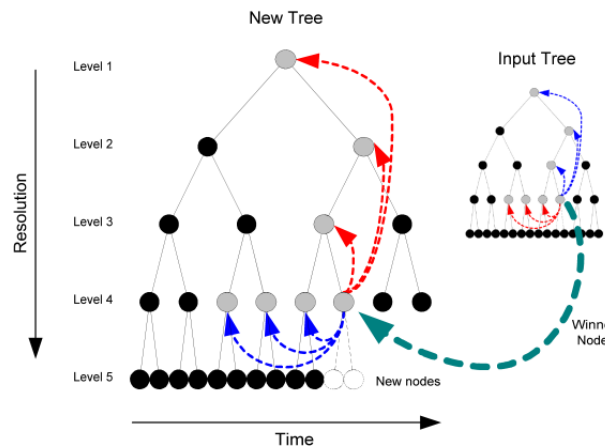 New Tree
Input Tree
Level 1
Level 2
Level 3
Level 4
Level 5
Resolution
Winne
Node
New nodes
Time